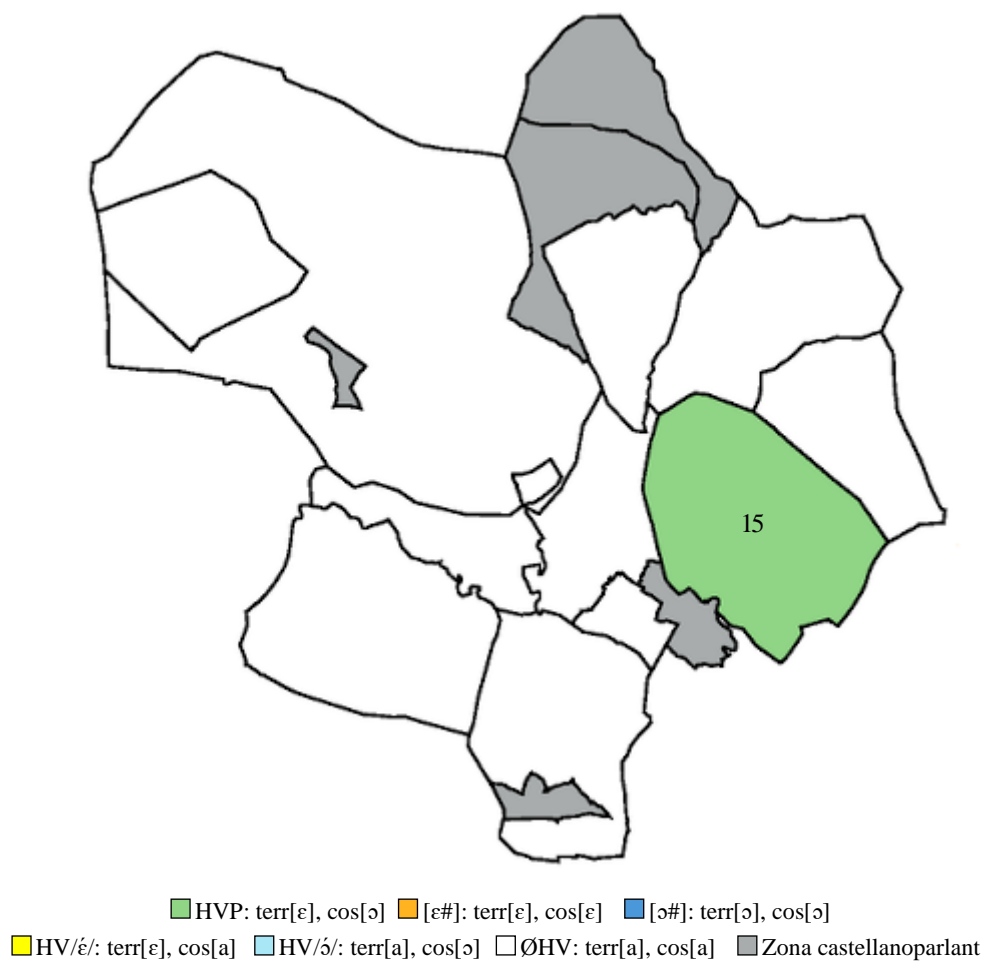 15
HVP: terr[ɛ], cos[ɔ] [ɛ#]: terr[ɛ], cos[ɛ] [ɔ#]: terr[ɔ], cos[ɔ]
HV/ɛ́/: terr[ɛ], cos[a] HV/ɔ́/: terr[a], cos[ɔ] ØHV: terr[a], cos[a] Zona castellanoparlant